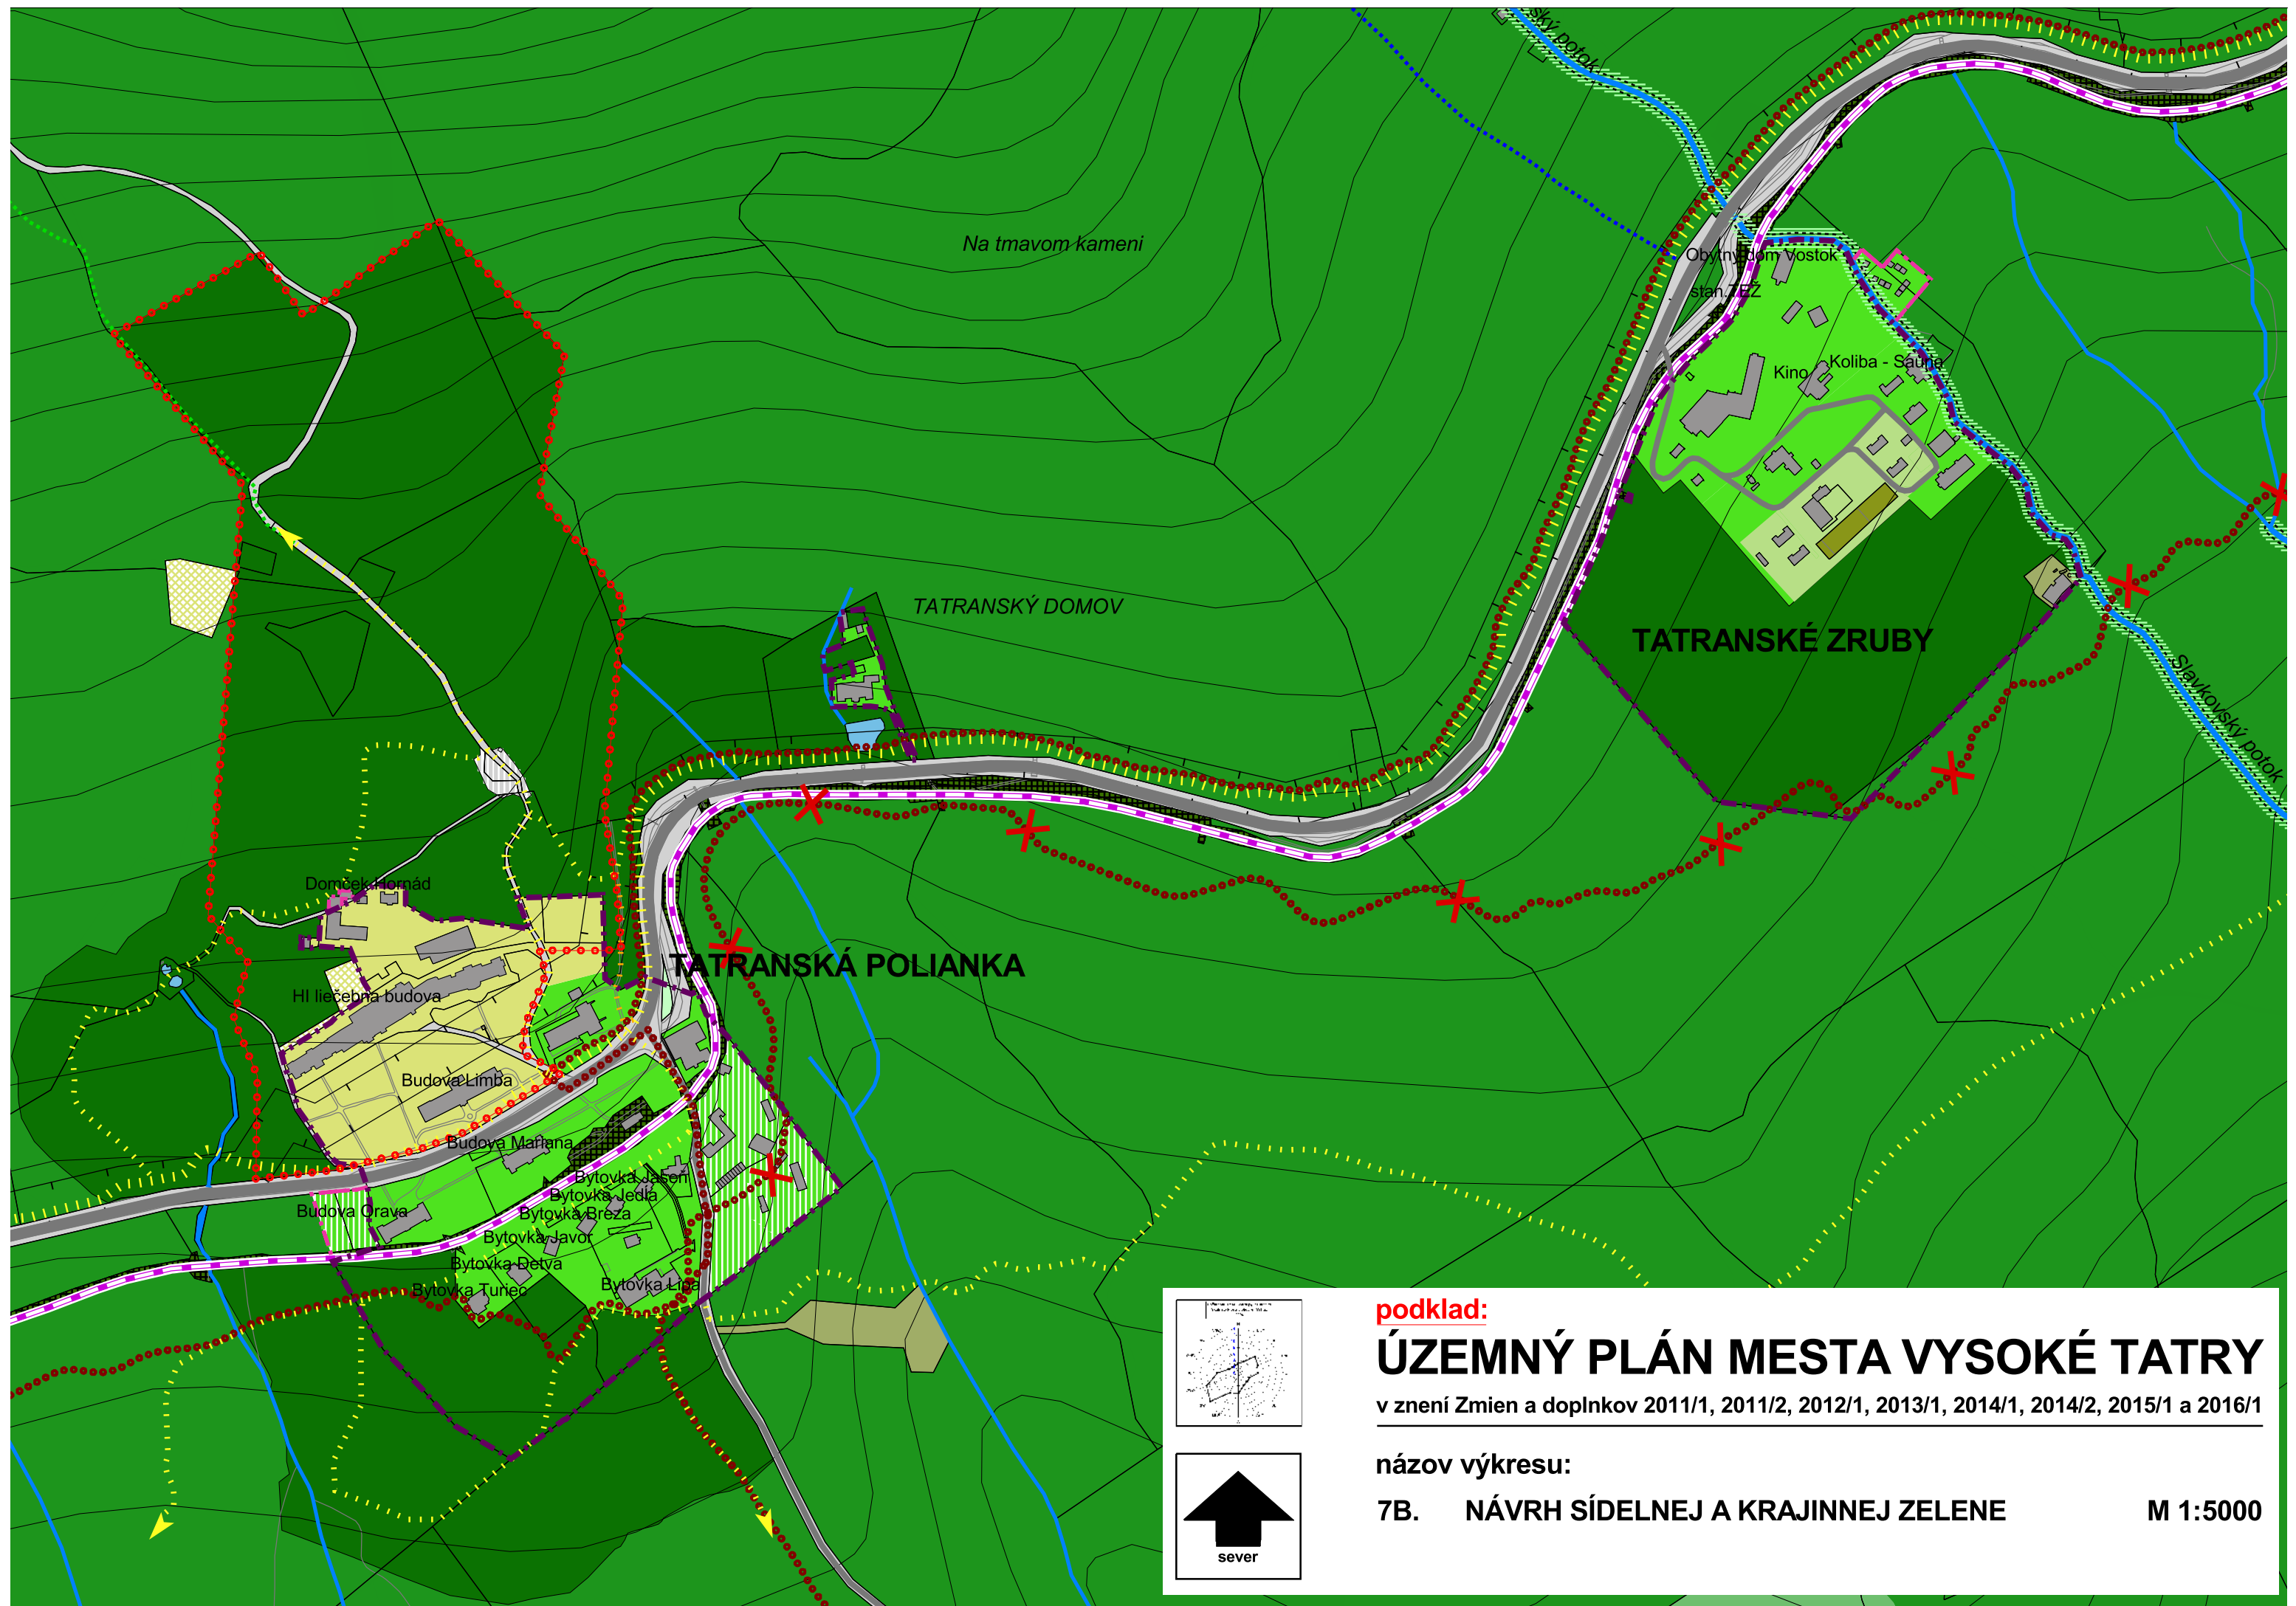 ský potok
Na tmavom kameni
Obytný dom Vostok
stan.TEŽ
Koliba - Sauna
Kino
TATRANSKÝ DOMOV
TATRANSKÉ ZRUBY
Slavkovský potok
Domček Hornád
TATRANSKÁ POLIANKA
HI liečebná budova
Budova Limba
Budova Mariana
Bytovka Jaseň
Bytovka Jedľa
Bytovka Breza
Budova Orava
Bytovka Javor
Bytovka Detva
Bytovka Turiec
Bytovka Lipa
podklad:
ÚZEMNÝ PLÁN MESTA VYSOKÉ TATRY
v znení Zmien a doplnkov 2011/1, 2011/2, 2012/1, 2013/1, 2014/1, 2014/2, 2015/1 a 2016/1
názov výkresu:
7B. NÁVRH SÍDELNEJ A KRAJINNEJ ZELENE M 1:5000
sever